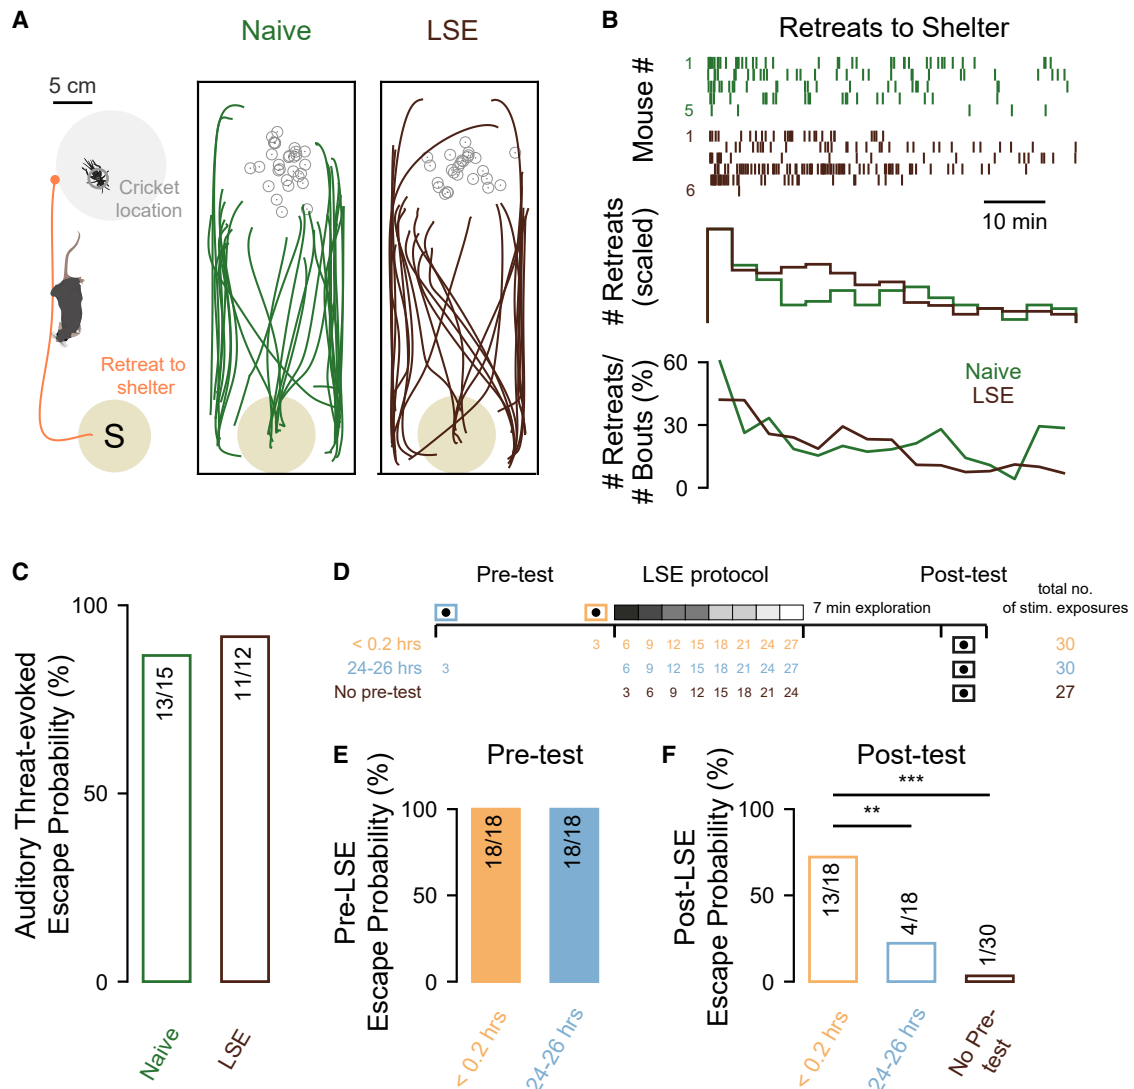 A
Naive
LSE
5 cm
Cricket
location
Retreat to
shelter
S
B
Retreats to Shelter
Mouse #
1
5
1
6
10 min
# Retreats
(scaled)
# Retreats/
# Bouts (%)
60
30
0
Naive
LSE
C
Auditory Threat-evoked
Escape Probability (%)
100
50
0
13/15
11/12
Naive
LSE
D
Pre-test
LSE protocol
Post-test
total no.
of stim. exposures
7 min exploration
< 0.2 hrs
3 6 9 12 15 18 21 24 27
30
24-26 hrs
3 6 9 12 15 18 21 24 27
30
No pre-test
3 6 9 12 15 18 21 24
27
E
Pre-test
Pre-LSE
Escape Probability (%)
100
50
0
18/18
18/18
< 0.2 hrs
24-26 hrs
F
Post-test
Post-LSE
Escape Probability (%)
100
50
0
***
**
13/18
4/18
1/30
< 0.2 hrs
24-26 hrs
No Pre-
test